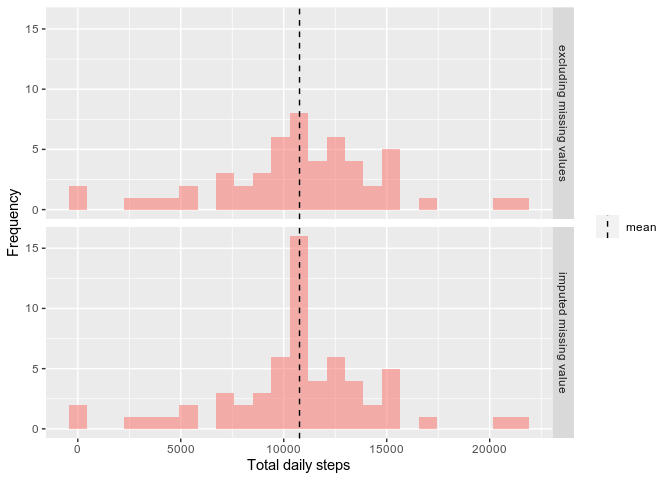 15
10
5
0
excluding missing values
Frequency
15
10
5
0
imputed missing value
0 5000 10000 15000 20000
Total daily steps
mean